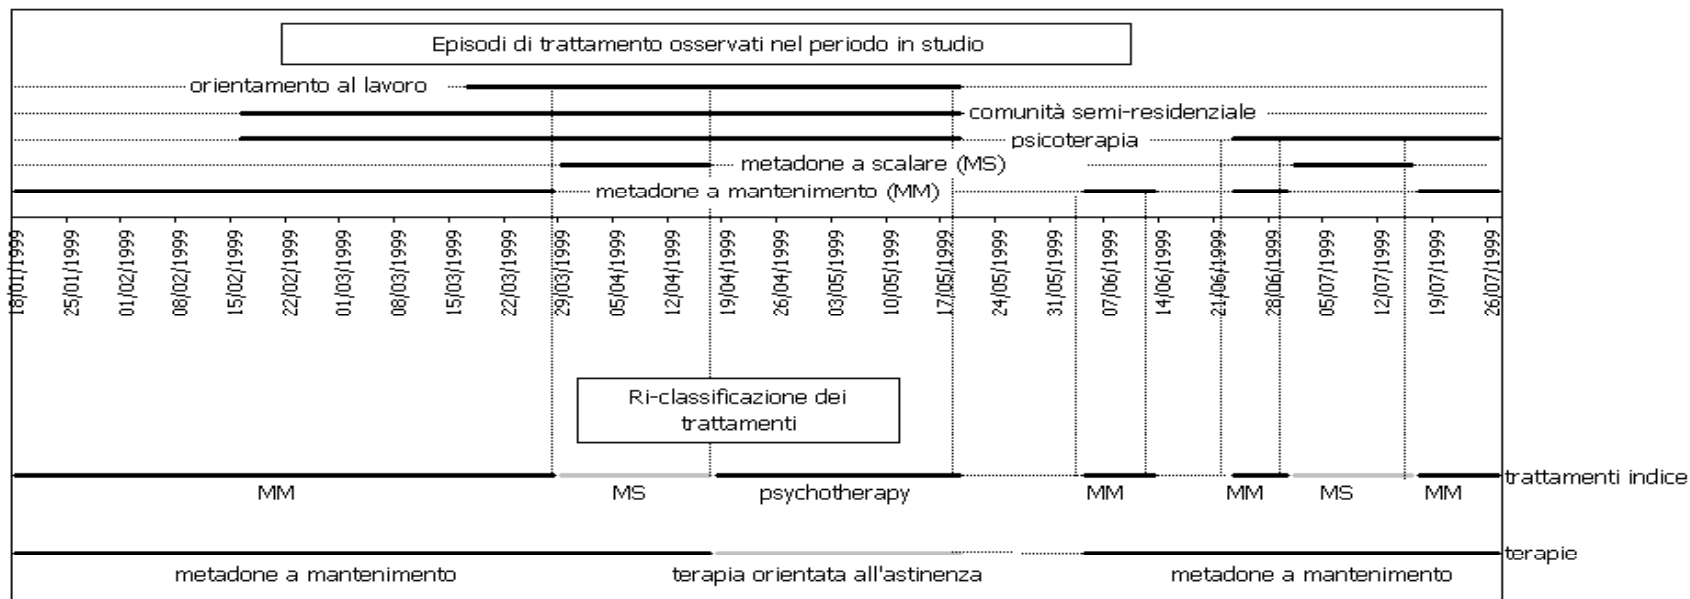 Episodi di trattamento osservati nel periodo in studio
orientamento al lavoro
comunità semi-residenziale
psicoterapia
metadone a scalare (MS)
metadone a mantenimento (MM)
18/01/1999
25/01/1999
01/02/1999
08/02/1999
15/02/1999
22/02/1999
01/03/1999
08/03/1999
15/03/1999
22/03/1999
29/03/1999
05/04/1999
12/04/1999
19/04/1999
26/04/1999
03/05/1999
10/05/1999
17/05/1999
24/05/1999
31/05/1999
07/06/1999
14/06/1999
21/06/1999
28/06/1999
05/07/1999
12/07/1999
19/07/1999
26/07/1999
Ri-classificazione dei
trattamenti
trattamenti indice
MM
MS
psychotherapy
MM
MM
MS
MM
terapie
metadone a mantenimento
terapia orientata all'astinenza
metadone a mantenimento